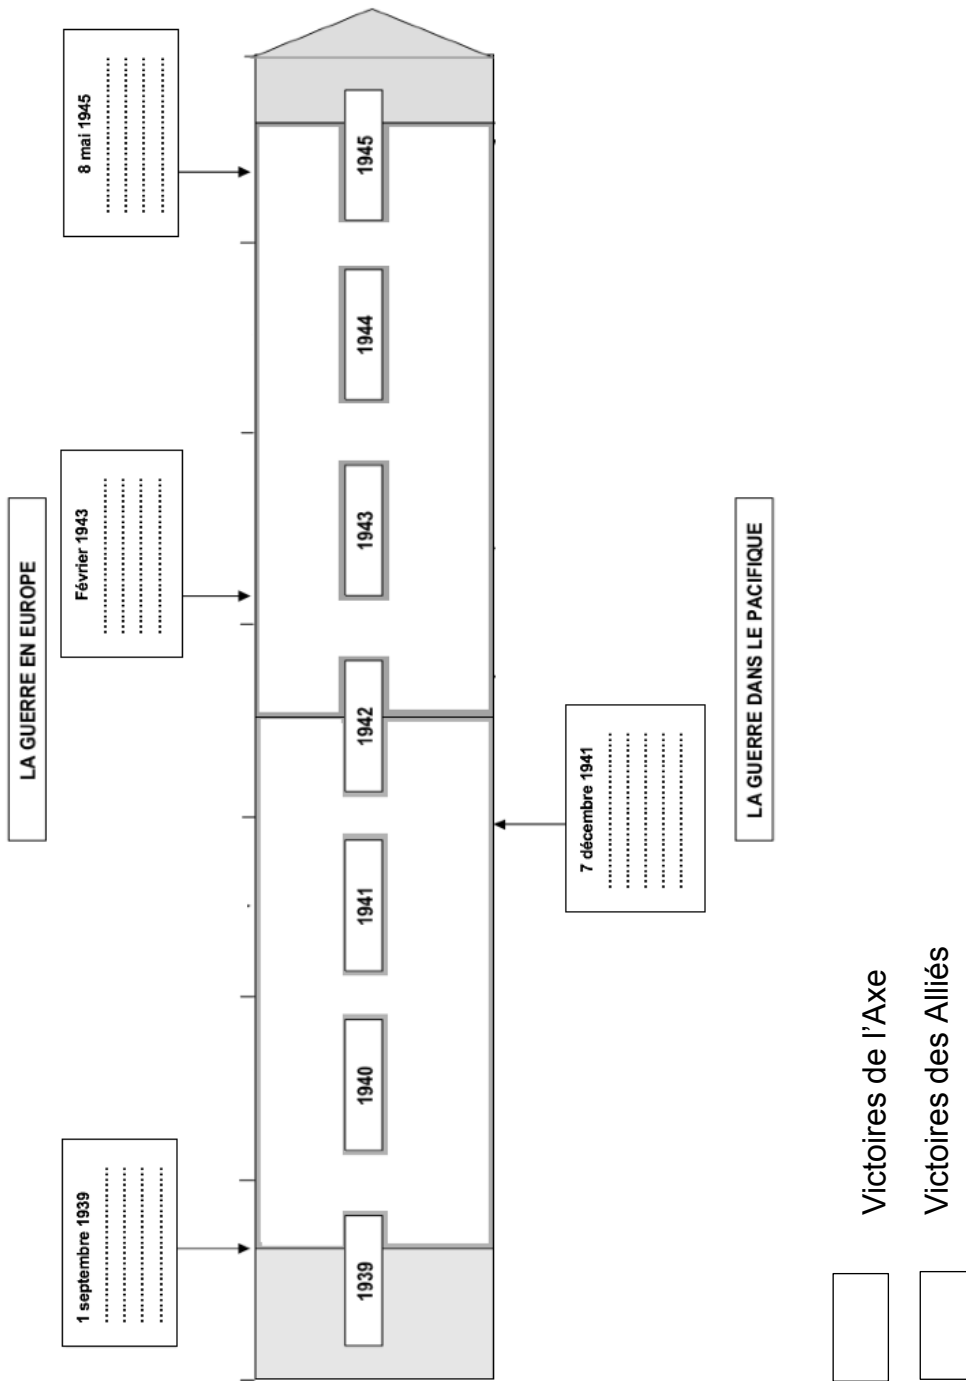 LA GUERRE EN EUROPE
1 septembre 1939
Février 1943
8 mai 1945
1939
1940
1941
1942
1943
1944
1945
7 décembre 1941
LA GUERRE DANS LE PACIFIQUE
Victoires de l'Axe
Victoires des Alliés